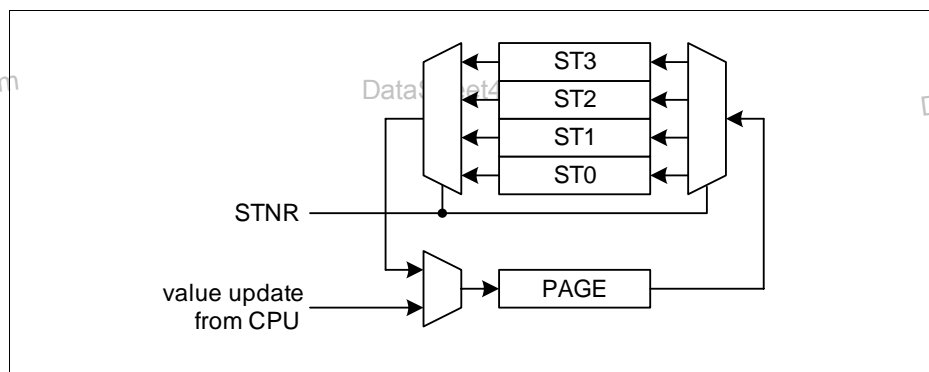 ST3
ST2
ST1
ST0
STNR
value update
from CPU
PAGE